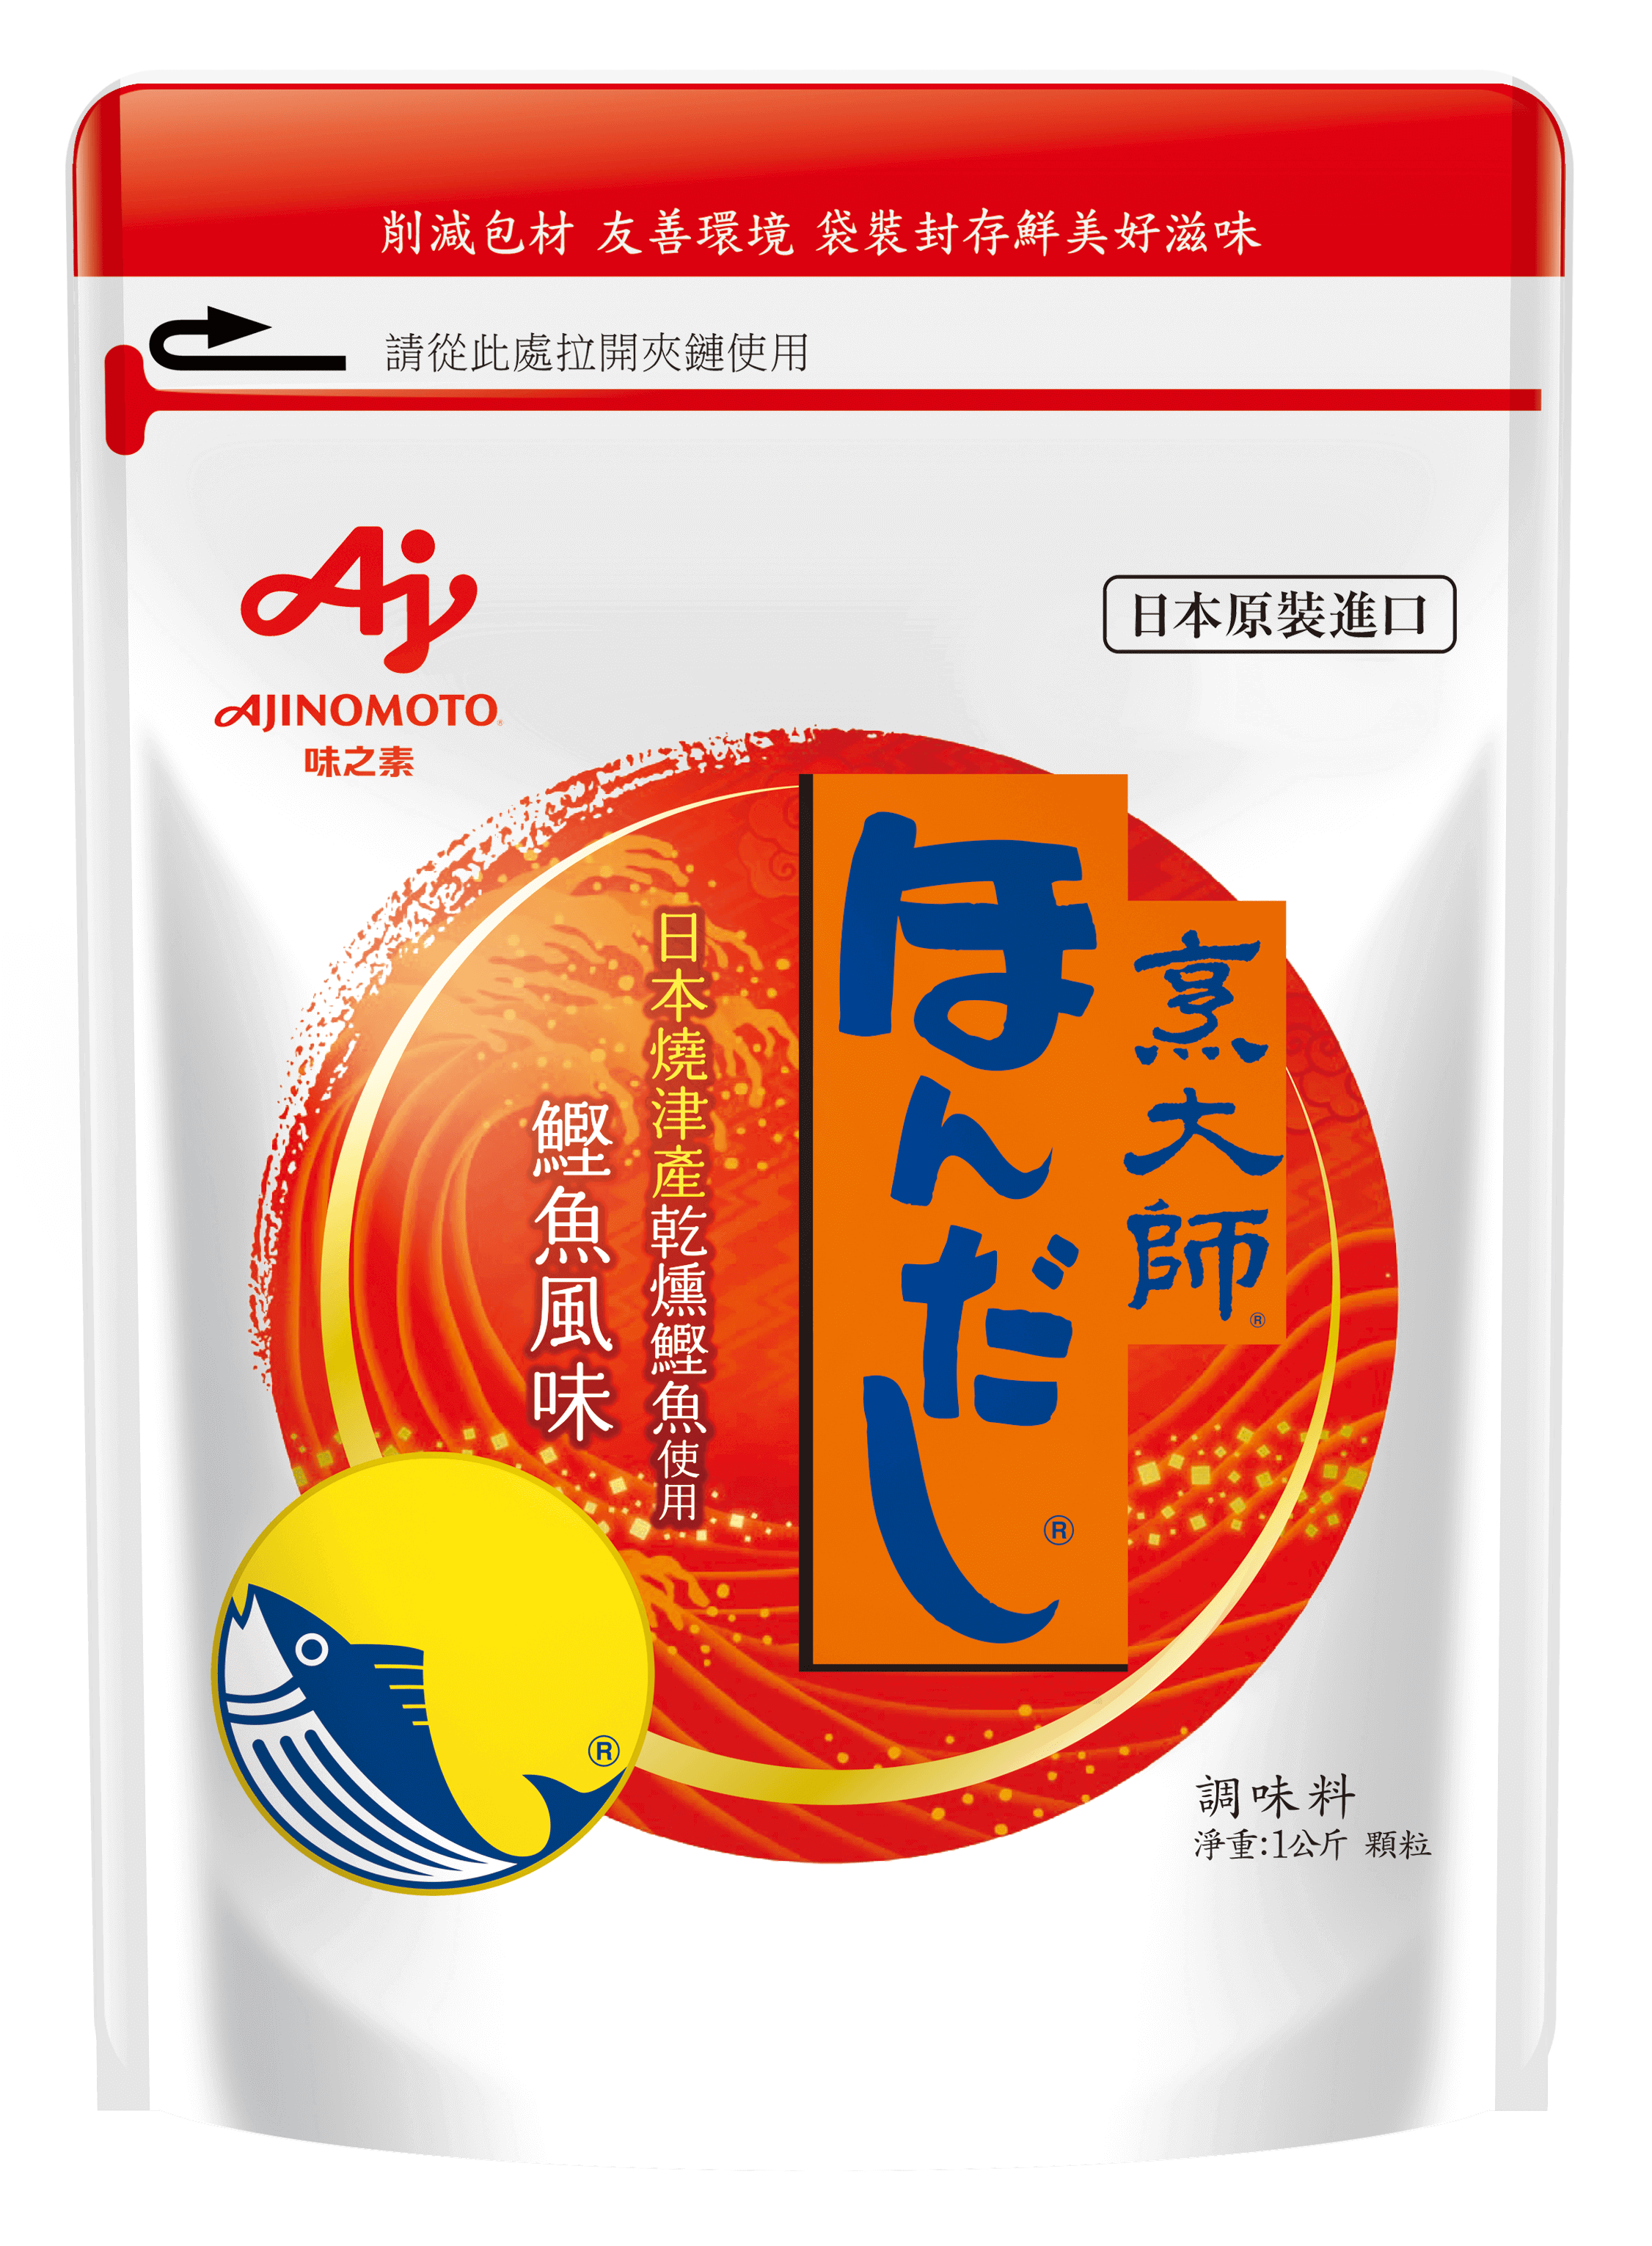 削減包材 友善環境 袋裝封存鮮美好滋味
請從此處拉開夾鏈使用
Aj
AJINOMOTO®
味之素
日本原裝進口
烹大師®
ほんだし®
日本燒津產乾燻鰹魚使用
鰹魚風味
®
調味料
淨重:1公斤 顆粒